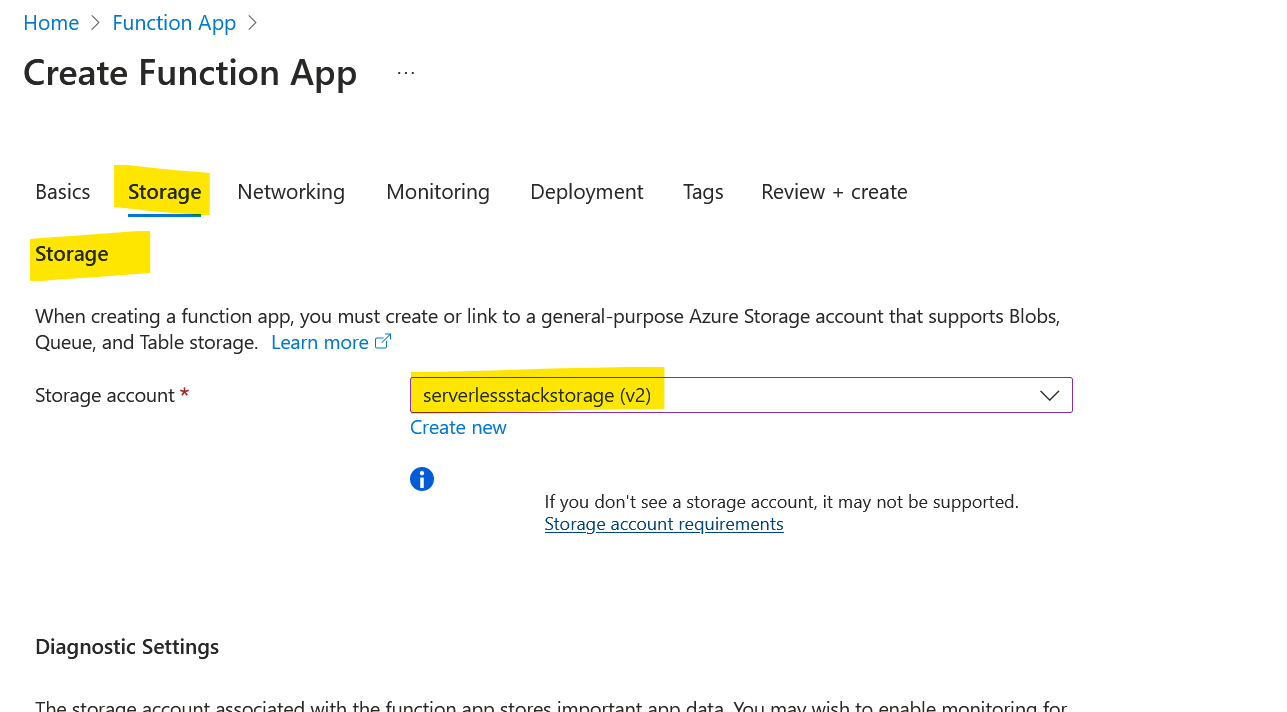 Home > Function App >
Create Function App ...
Basics Storage Networking Monitoring Deployment Tags Review + create
Storage
When creating a function app, you must create or link to a general-purpose Azure Storage account that supports Blobs,
Queue, and Table storage. Learn more
Storage account * serverlessstackstorage (v2)
Create new
If you don't see a storage account, it may not be supported.
Storage account requirements
Diagnostic Settings
The storage account associated with the function app stores important app data. You may wish to enable monitoring for